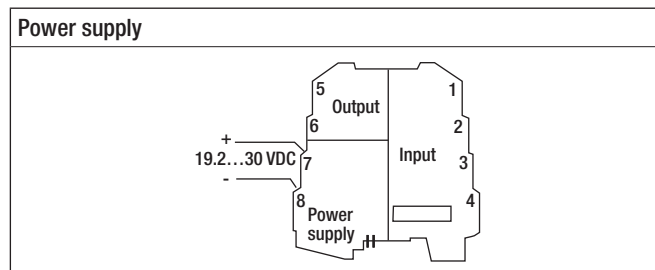 Power supply
5
Output
1
6
2
+
19.2...30 VDC
7
Input
3
-
8
Power
supply
4